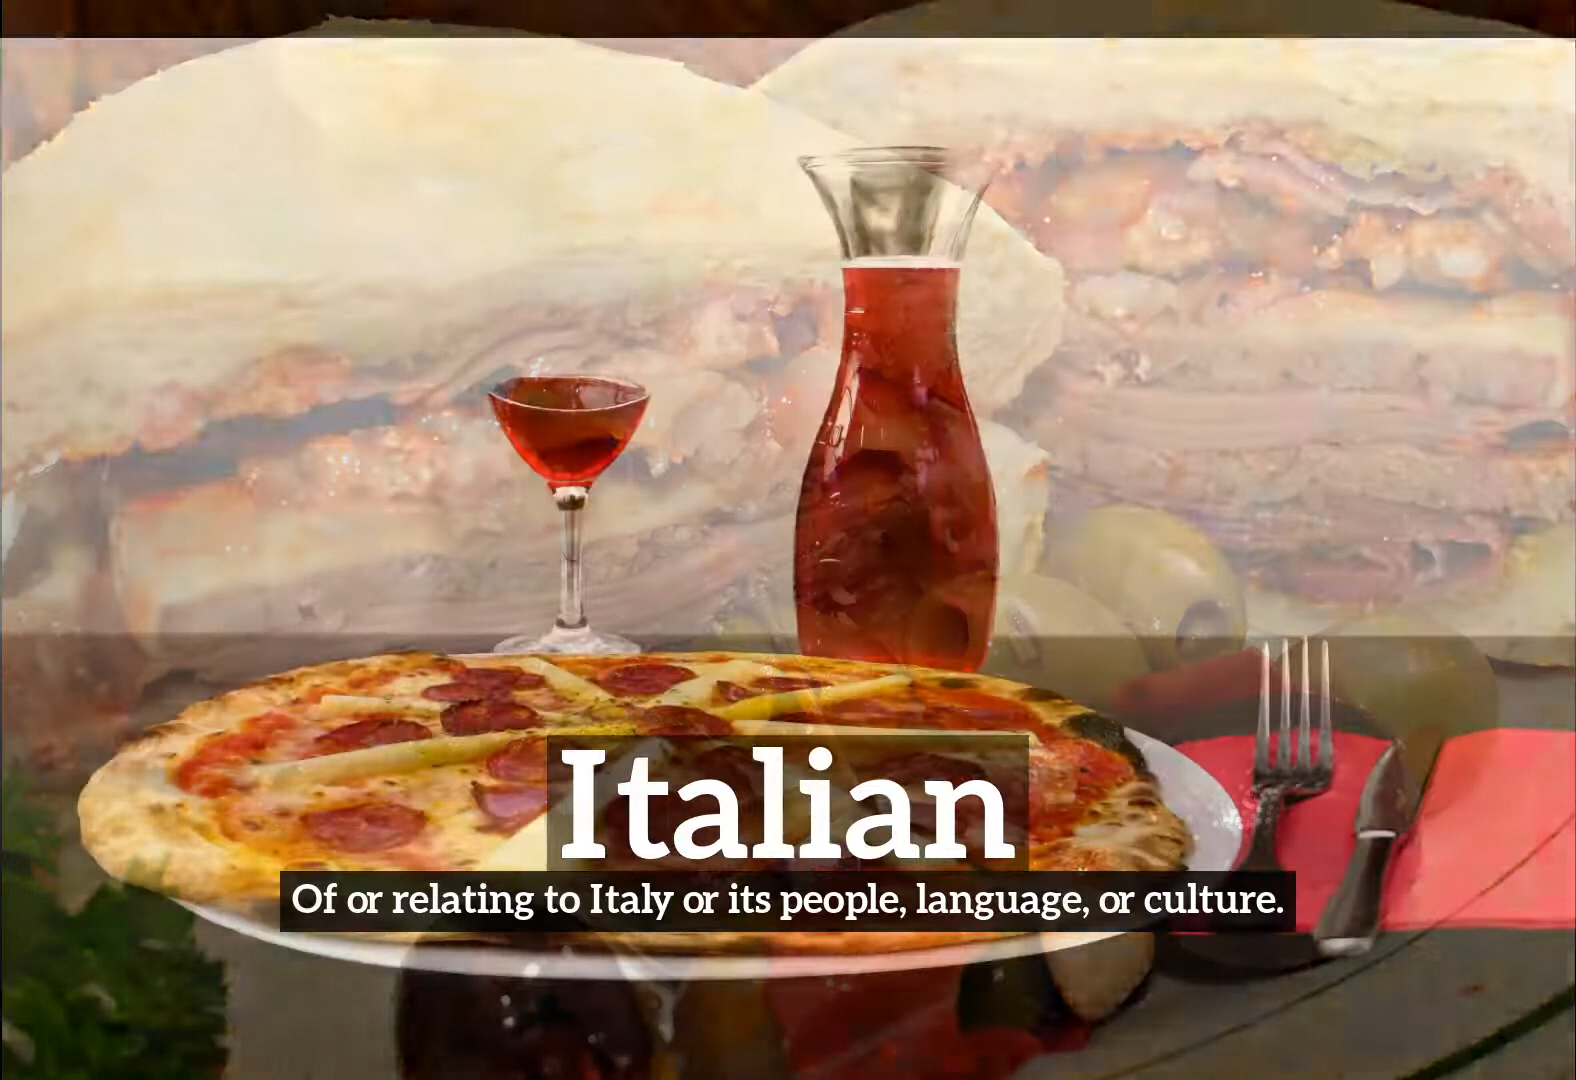 Italian
Of or relating to Italy or its people, language, or culture.